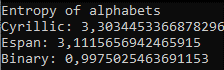 Entropy of alphabets
Cyrillic: 3,3034453366878296
Espan: 3,1115656942465915
Binary: 0,9975025463691153